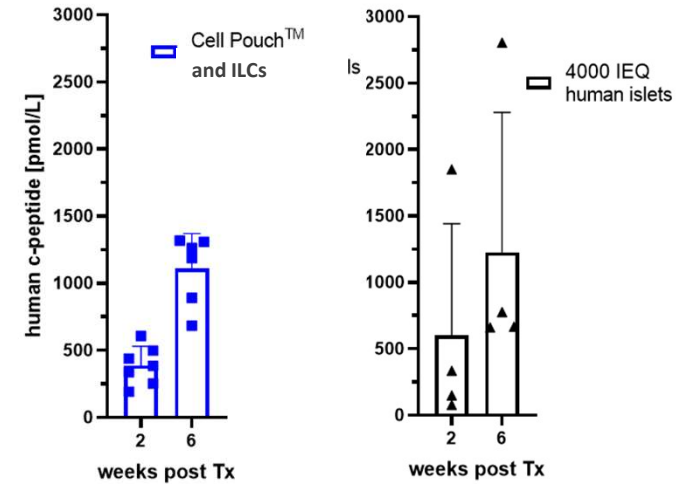 3000
2500
2000
1500
1000
500
0
human c-peptide [pmol/L]
Cell Pouch™
and ILCs
2 6
weeks post Tx
3000
ls
2500
2000
1500
1000
500
0
4000 IEQ
human islets
2 6
weeks post Tx